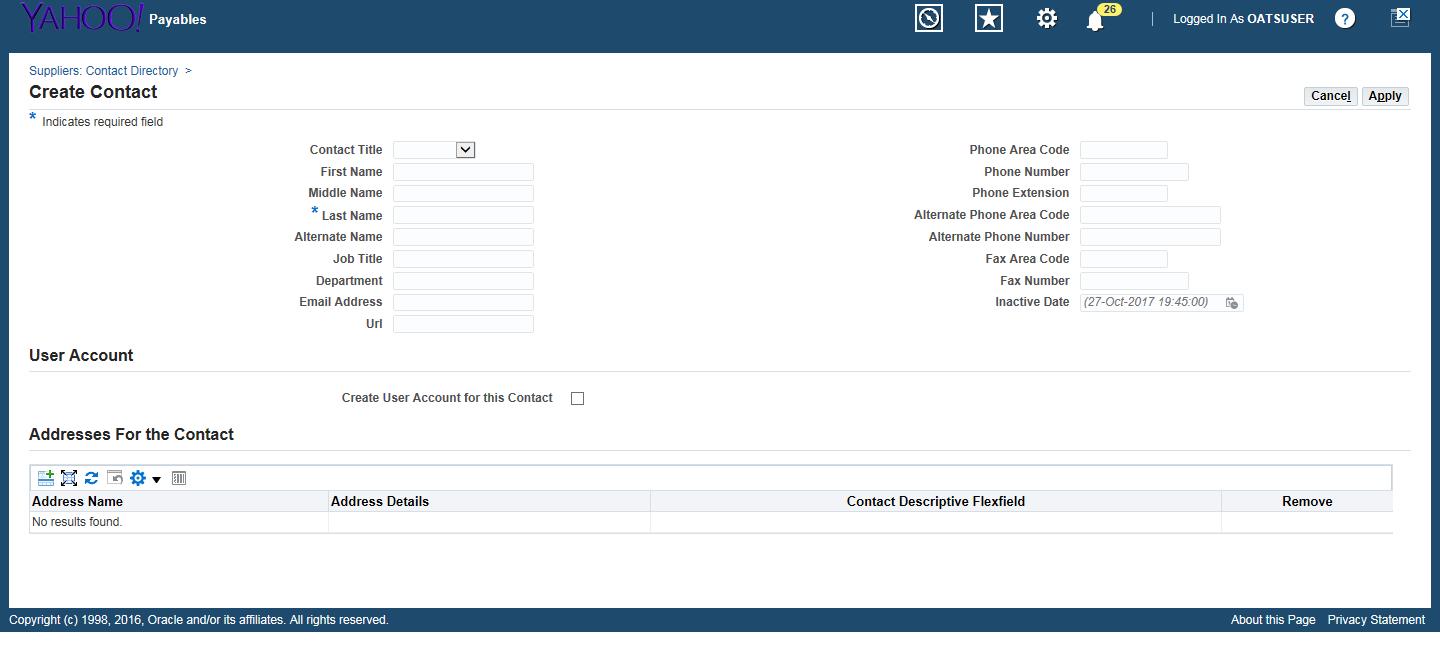 YAHOO! Payables
26
Logged In As OATSUSER
?
Suppliers: Contact Directory >
Create Contact
Cancel
Apply
* Indicates required field
Contact Title
First Name
Middle Name
* Last Name
Alternate Name
Job Title
Department
Email Address
Url
Phone Area Code
Phone Number
Phone Extension
Alternate Phone Area Code
Alternate Phone Number
Fax Area Code
Fax Number
Inactive Date (27-Oct-2017 19:45:00)
User Account
Create User Account for this Contact
Addresses For the Contact
Address Name Address Details Contact Descriptive Flexfield Remove
No results found.
Copyright (c) 1998, 2016, Oracle and/or its affiliates. All rights reserved.
About this Page Privacy Statement